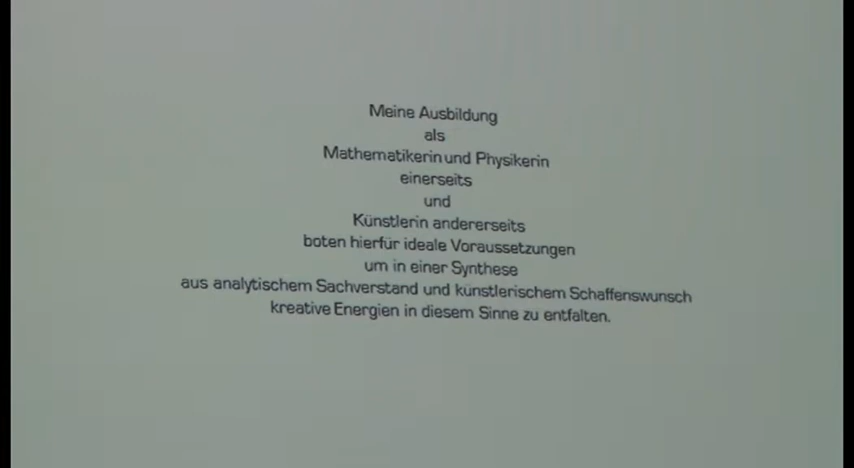 Meine Ausbildung
als
Mathematikerin und Physikerin
einerseits
und
Künstlerin andererseits
boten hierfür ideale Voraussetzungen
um in einer Synthese
aus analytischem Sachverstand und künstlerischem Schaffenswunsch
kreative Energien in diesem Sinne zu entfalten.